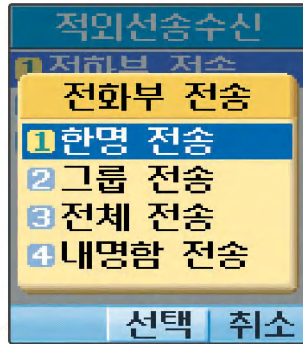 적외선송수신
1 전화부 전송
전화부 전송
1 한명 전송
2 그룹 전송
3 전체 전송
4 내명함 전송
선택 취소